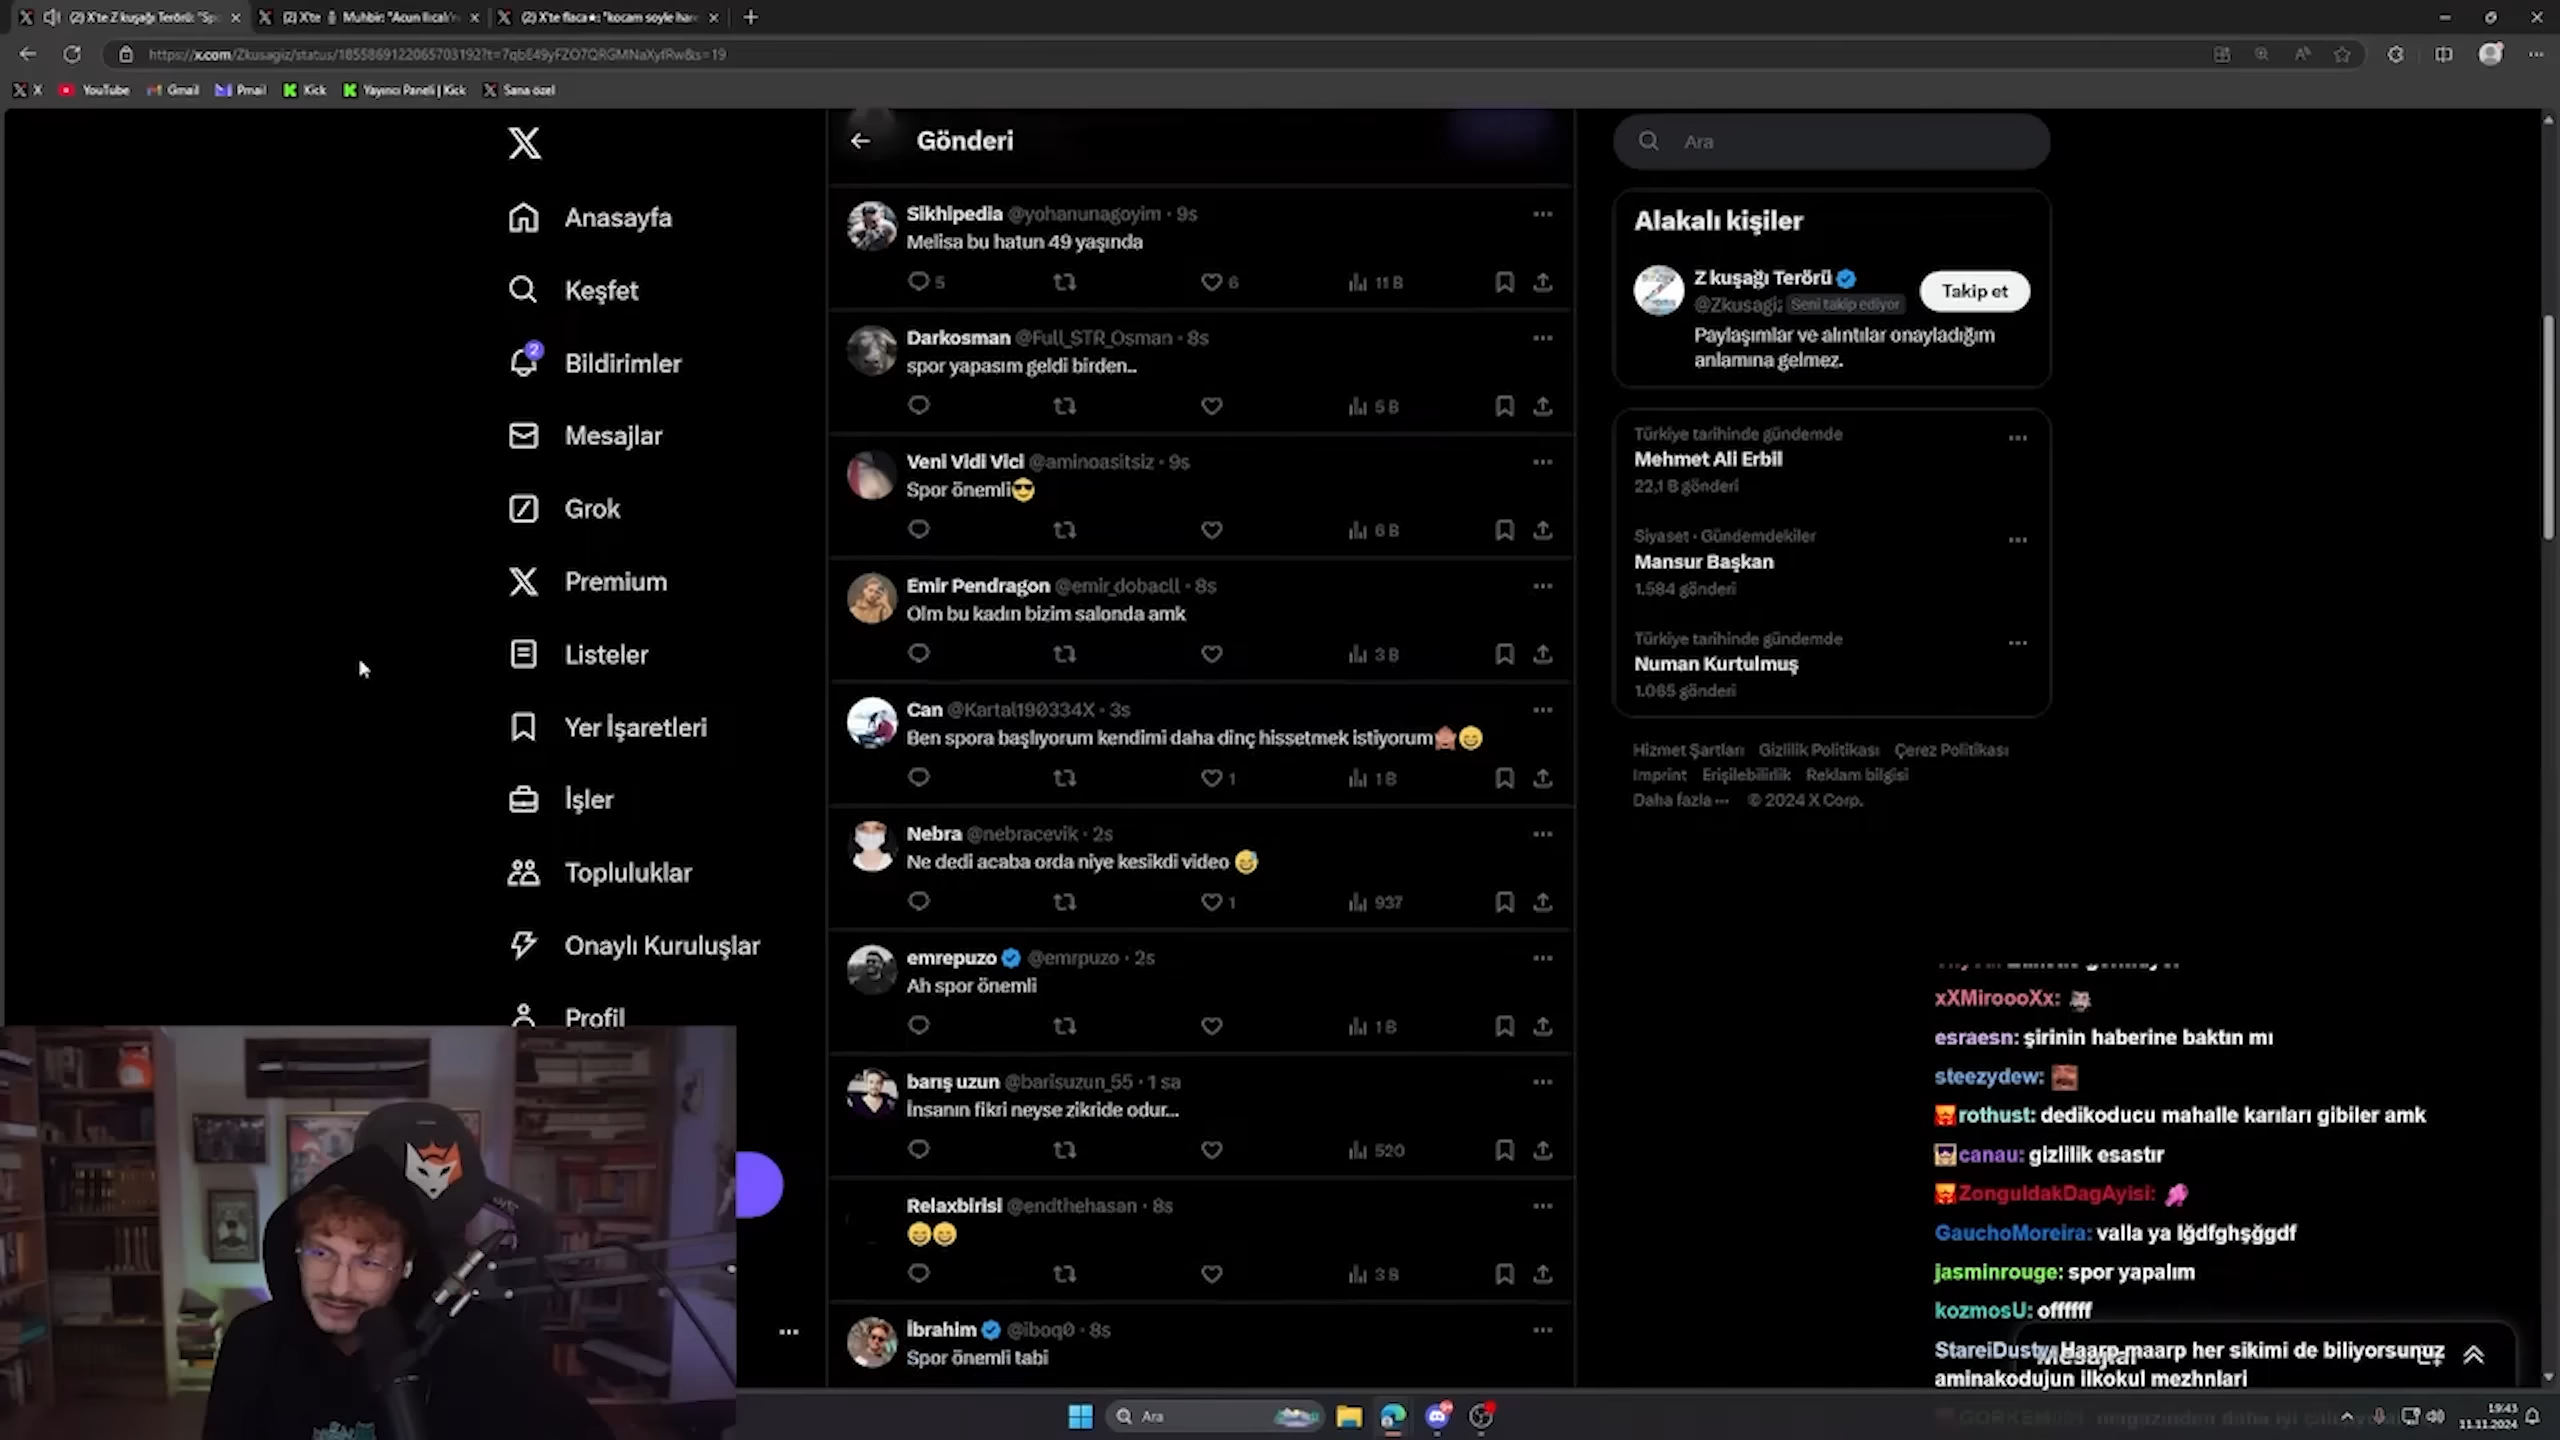 (2) X'te Z kuşağı Terörü: "Spo
(2) X'te
Muhbir: "Acun Ilıcalı'
(2) X'te fisca★: "kocam soyle hare
https://x.com/Zkusagiz/status/1855869122065703192?t=7qbE49yFZO7QRGMNaXyfRw&s=19
X
YouTube
Gmail
Pmail
Kick
Yayıncı Paneli | Kick
Sana özel
Anasayfa
Keşfet
2
Bildirimler
Mesajlar
Grok
Premium
Listeler
Yer İşaretleri
İşler
Topluluklar
Onaylı Kuruluşlar
Profil
Gönderi
Sikhipedia @yohanunagoyim · 9s
Melisa bu hatun 49 yaşında
5 6 11 B
Darkosman @Full_STR_Osman · 8s
spor yapasım geldi birden..
5 B
Veni Vidi Vici @aminoasitsiz · 9s
Spor önemli😎
6 B
Emir Pendragon @emir_dobacll · 8s
Olm bu kadın bizim salonda amk
3 B
Can @Kartal190334X · 3s
Ben spora başlıyorum kendimi daha dinç hissetmek istiyorum🙈😄
1 1 B
Nebra @nebracevik · 2s
Ne dedi acaba orda niye kesikdi video 😅
1 937
emrepuzo @emrpuzo · 2s
Ah spor önemli
1 B
barış uzun @barisuzun_55 · 1 sa
İnsanın fikri neyse zikride odur...
520
Relaxbirisi @endthehasan · 8s
😄😄
3 B
İbrahim @iboq0 · 8s
Spor önemli tabi
Ara
Alakalı kişiler
Z kuşağı Terörü
@Zkusagiz Seni takip ediyor
Takip et
Paylaşımlar ve alıntılar onayladığım
anlamına gelmez.
Türkiye tarihinde gündemde
Mehmet Ali Erbil
22,1 B gönderi
Siyaset · Gündemdekiler
Mansur Başkan
1.584 gönderi
Türkiye tarihinde gündemde
Numan Kurtulmuş
1.065 gönderi
Hizmet Şartları Gizlilik Politikası Çerez Politikası
Imprint Erişilebilirlik Reklam bilgisi
Daha fazla ··· © 2024 X Corp.
xXMiroooXx:
esraesn: şirinin haberine baktın mı
steezydew:
rothust: dedikoducu mahalle karıları gibiler amk
canau: gizlilik esastır
ZonguldakDagAyisi:
GauchoMoreira: valla ya lğdfghşğgdf
jasminrouge: spor yapalım
kozmosU: offffff
StareiDusty: Haarp maarp her sikimi de biliyorsunuz
aminakodujun ilkokul mezhnlari
Mesajlar
Ara
19:43
11.11.2024